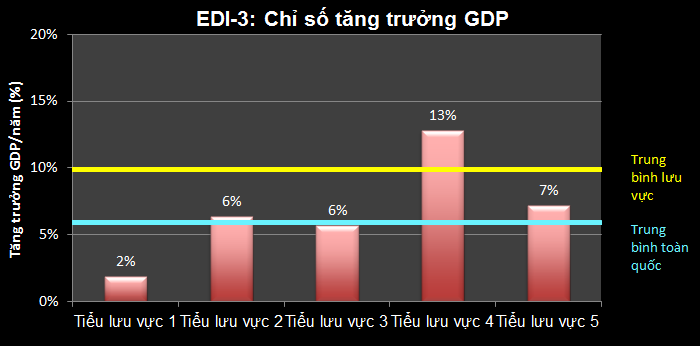 EDI-3: Chỉ số tăng trưởng GDP
Tăng trưởng GDP/năm (%)
20%
15%
10%
5%
0%
2%
6%
6%
13%
7%
Tiểu lưu vực 1
Tiểu lưu vực 2
Tiểu lưu vực 3
Tiểu lưu vực 4
Tiểu lưu vực 5
Trung
bình lưu
vực
Trung
bình toàn
quốc